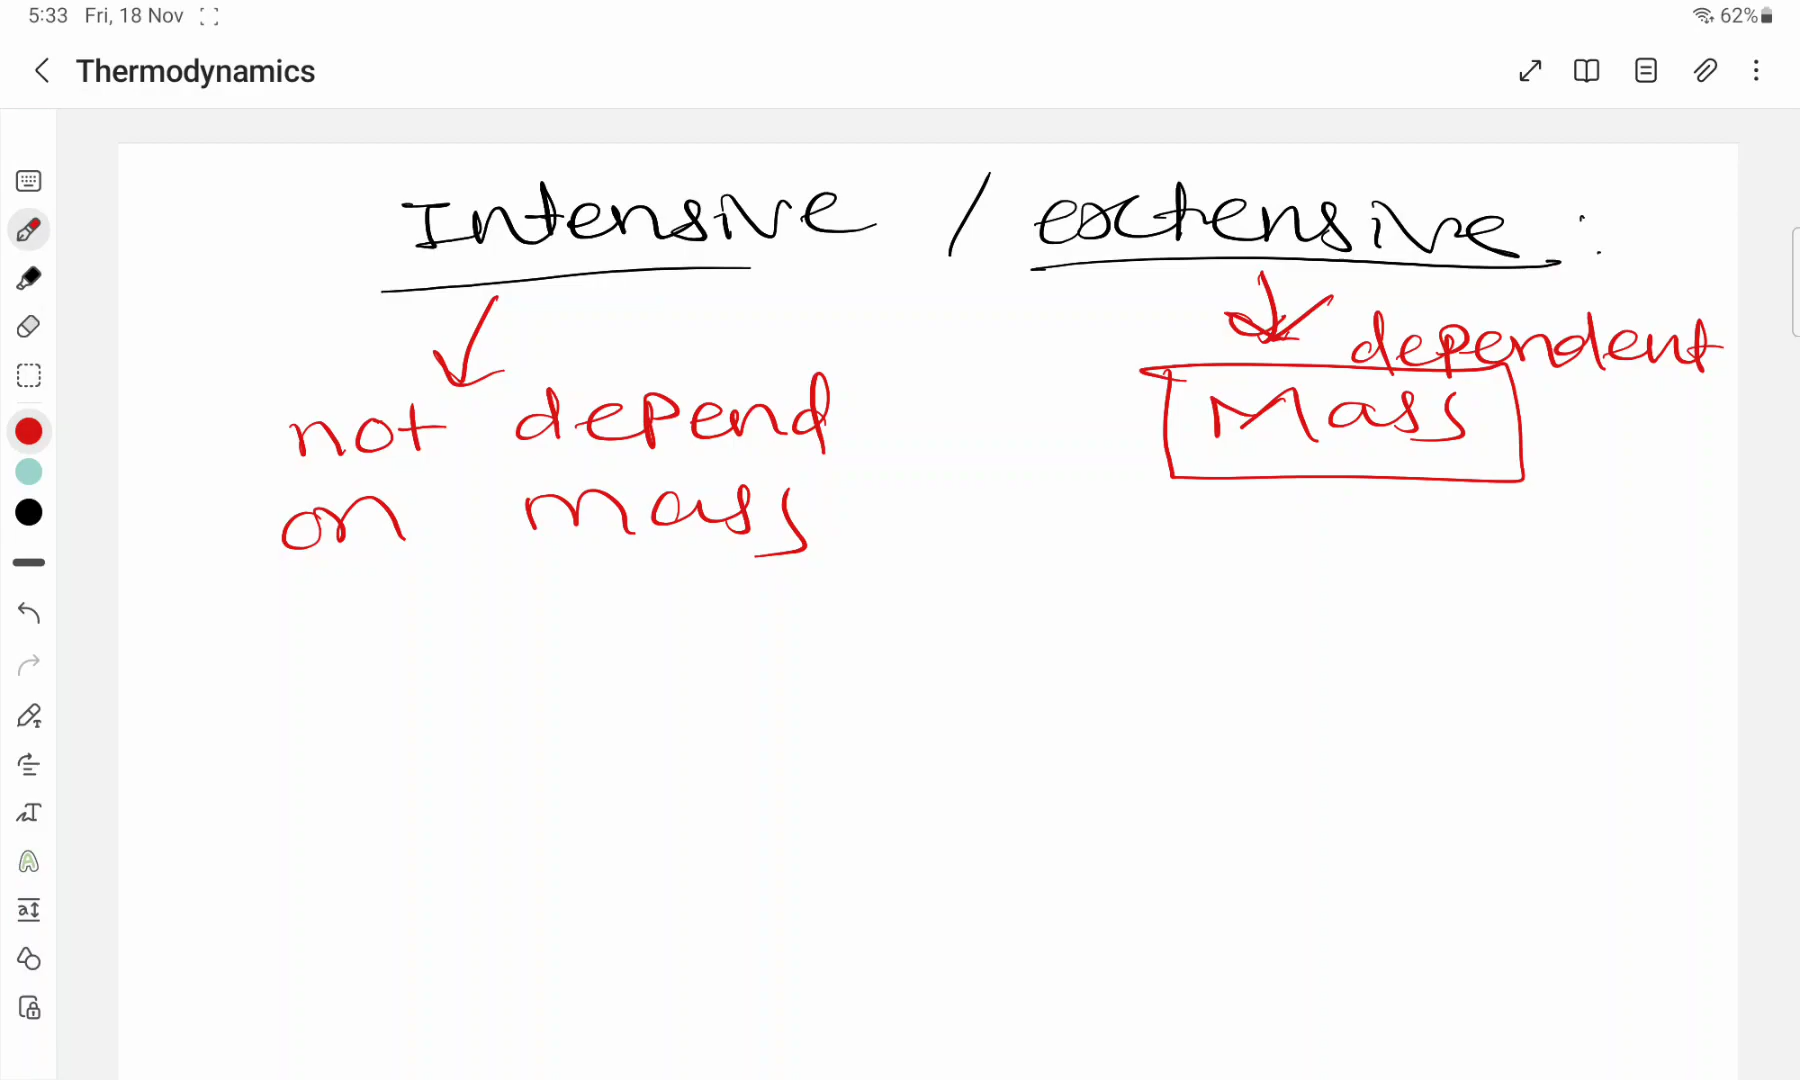 5:33 Fri, 18 Nov 62%
Thermodynamics
Intensive / extensive :
dependent
not depend Mass
on mass